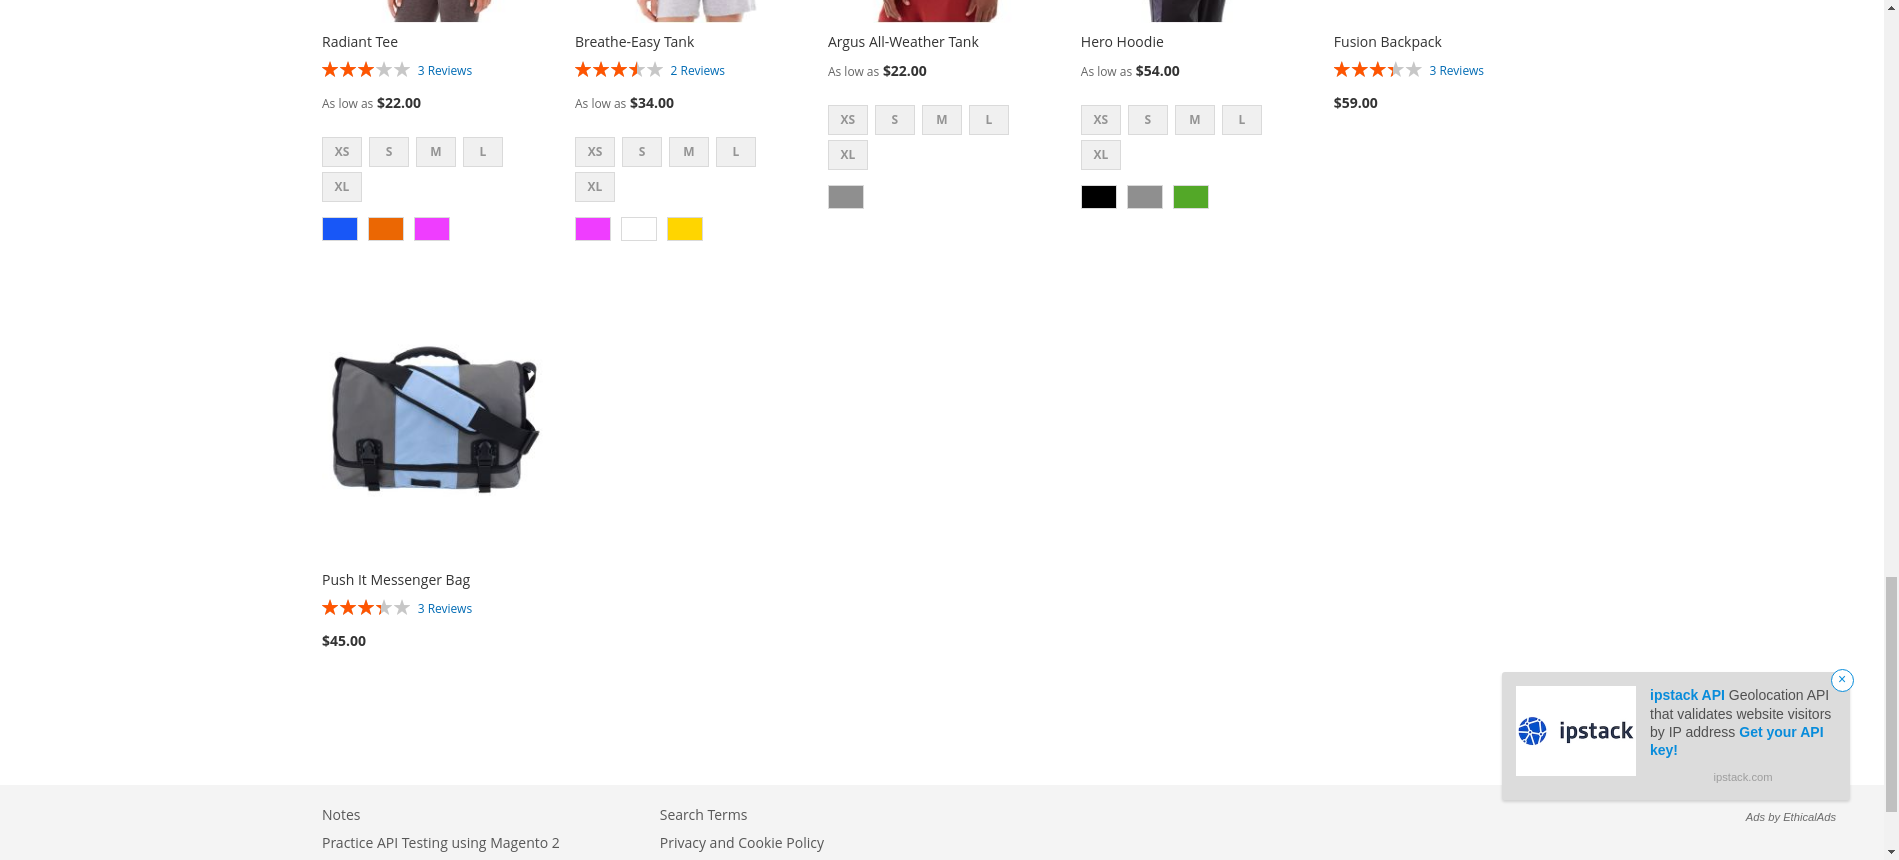 Radiant Tee
3 Reviews
As low as $22.00
XS S M L
XL
Breathe-Easy Tank
2 Reviews
As low as $34.00
XS S M L
XL
Argus All-Weather Tank
As low as $22.00
XS S M L
XL
Hero Hoodie
As low as $54.00
XS S M L
XL
Fusion Backpack
3 Reviews
$59.00
Push It Messenger Bag
3 Reviews
$45.00
×
ipstack
ipstack API Geolocation API
that validates website visitors
by IP address Get your API
key!
ipstack.com
Ads by EthicalAds
Notes
Practice API Testing using Magento 2
Search Terms
Privacy and Cookie Policy